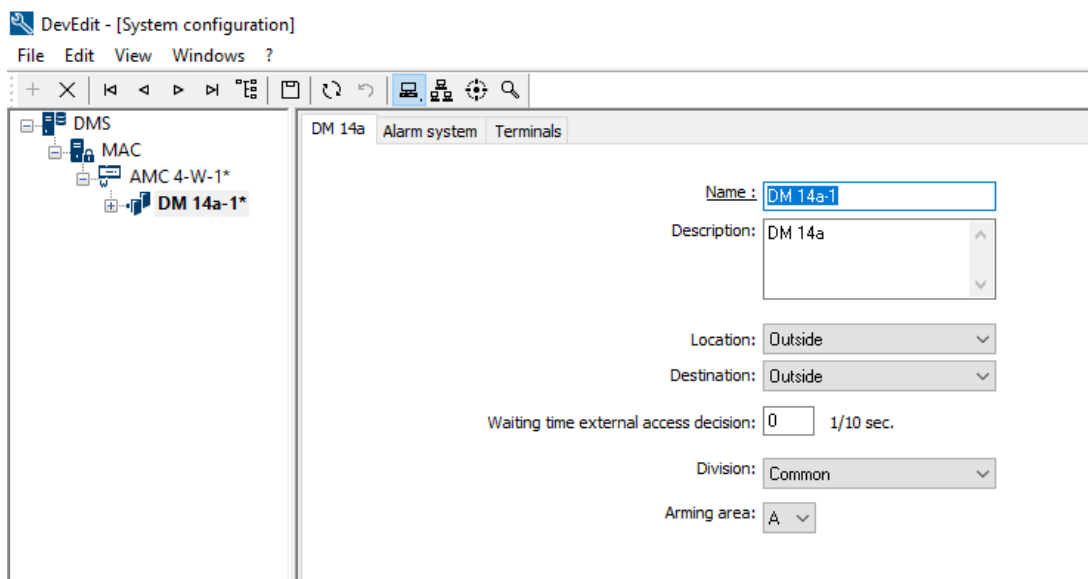 DevEdit - [System configuration]
File Edit View Windows ?
DMS
MAC
AMC 4-W-1*
DM 14a-1*
DM 14a Alarm system Terminals
Name : DM 14a-1
Description: DM 14a
Location: Outside
Destination: Outside
Waiting time external access decision: 0 1/10 sec.
Division: Common
Arming area: A